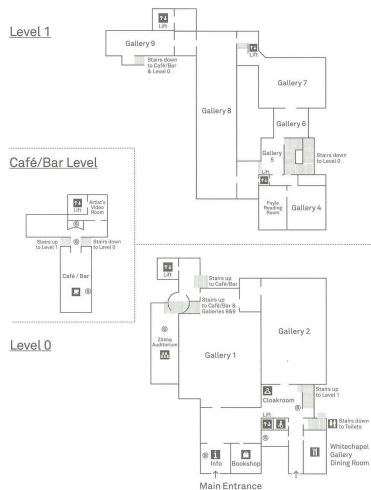 Level 1
Lift
Gallery 9
Stairs down
to Café/Bar
& Level 0
Lift
Gallery 7
Gallery 8
Gallery 6
Gallery
5
Stairs down
to Level 0
Lift
Foyle
Reading
Room
Gallery 4
Café/Bar Level
Lift
Artist's
Video
Room
Stairs up
to Level 1
Stairs down
to Level 0
Café / Bar
Level 0
Lift
Stairs up
to Café/Bar
Stairs up
to Café/Bar &
Galleries 8&9
Zilkha
Auditorium
Gallery 1
Gallery 2
Cloakroom
Stairs up
to Level 1
Lift
Stairs down
to Toilets
Info
Bookshop
Whitechapel
Gallery
Dining Room
Main Entrance